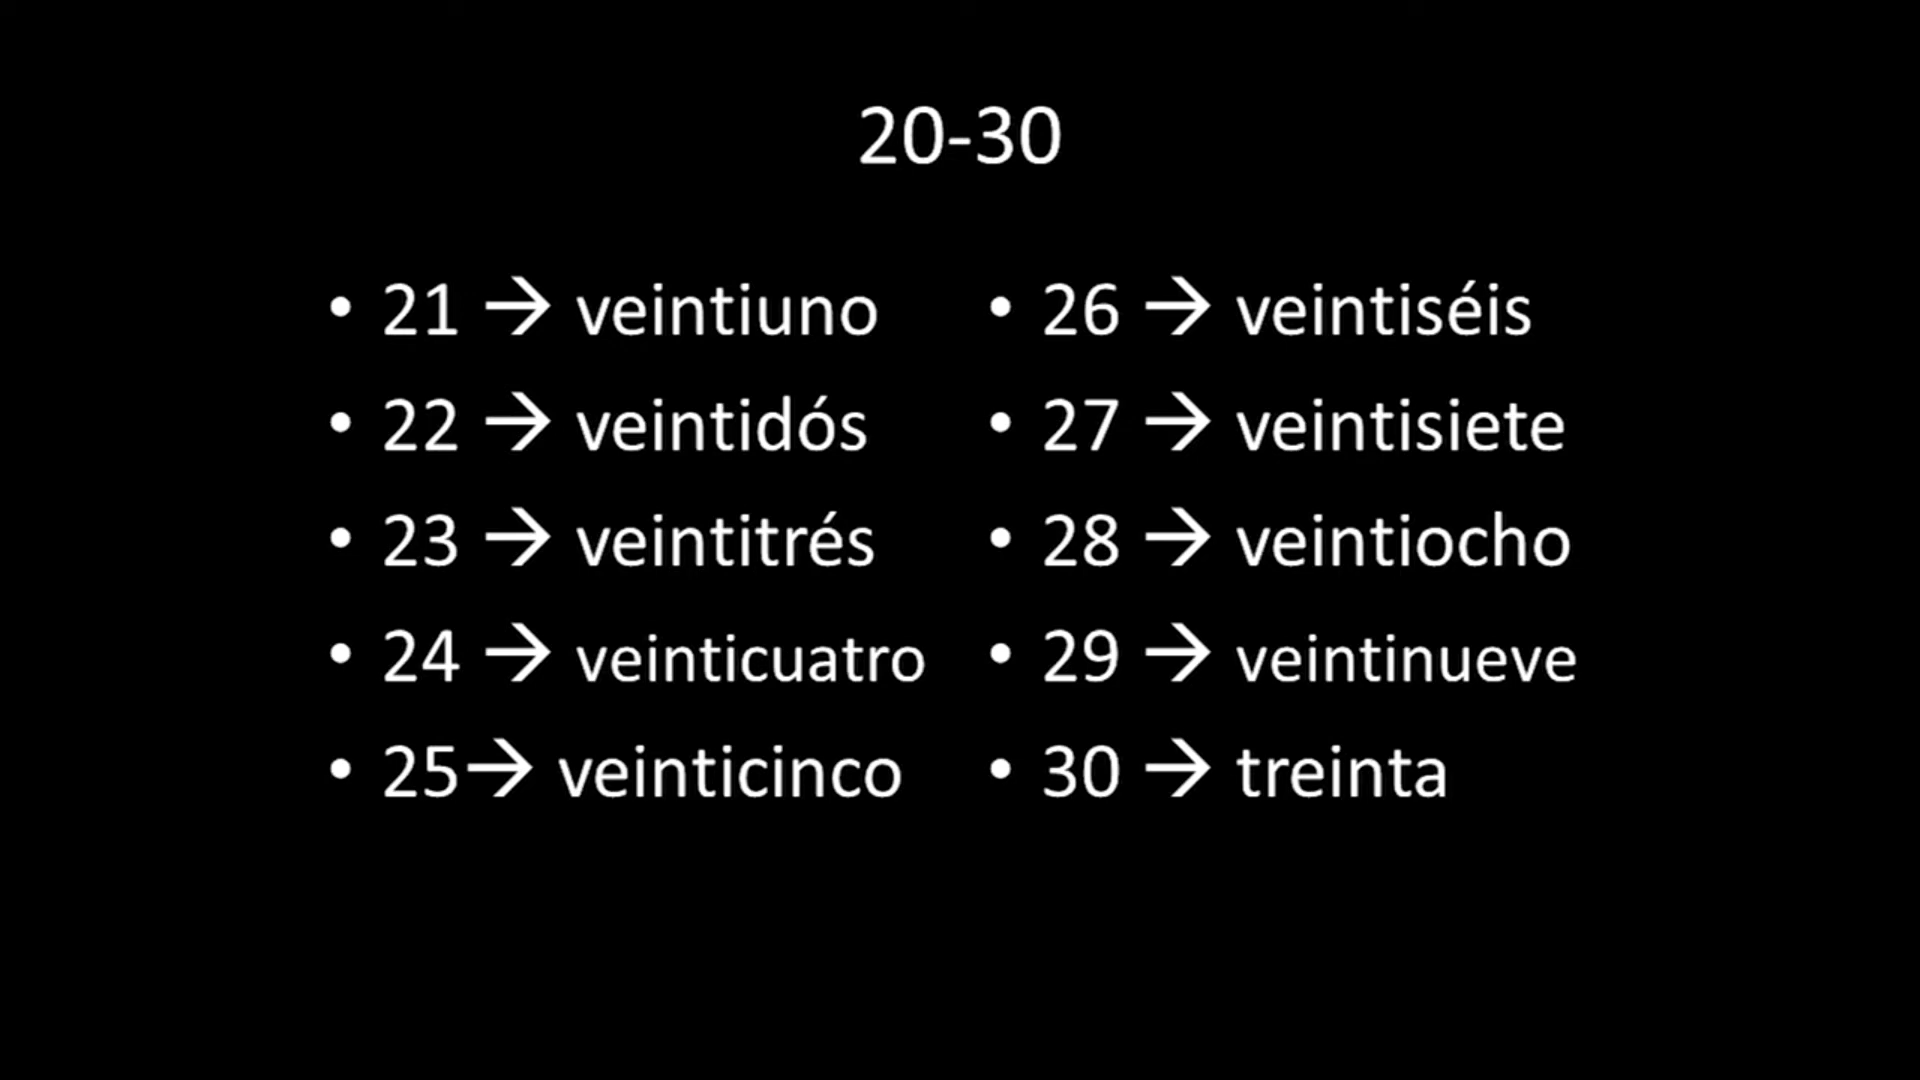 20-30
• 21 → veintiuno
• 22 → veintidós
• 23 → veintitrés
• 24 → veinticuatro
• 25→ veinticinco
• 26 → veintiséis
• 27 → veintisiete
• 28 → veintiocho
• 29 → veintinueve
• 30 → treinta